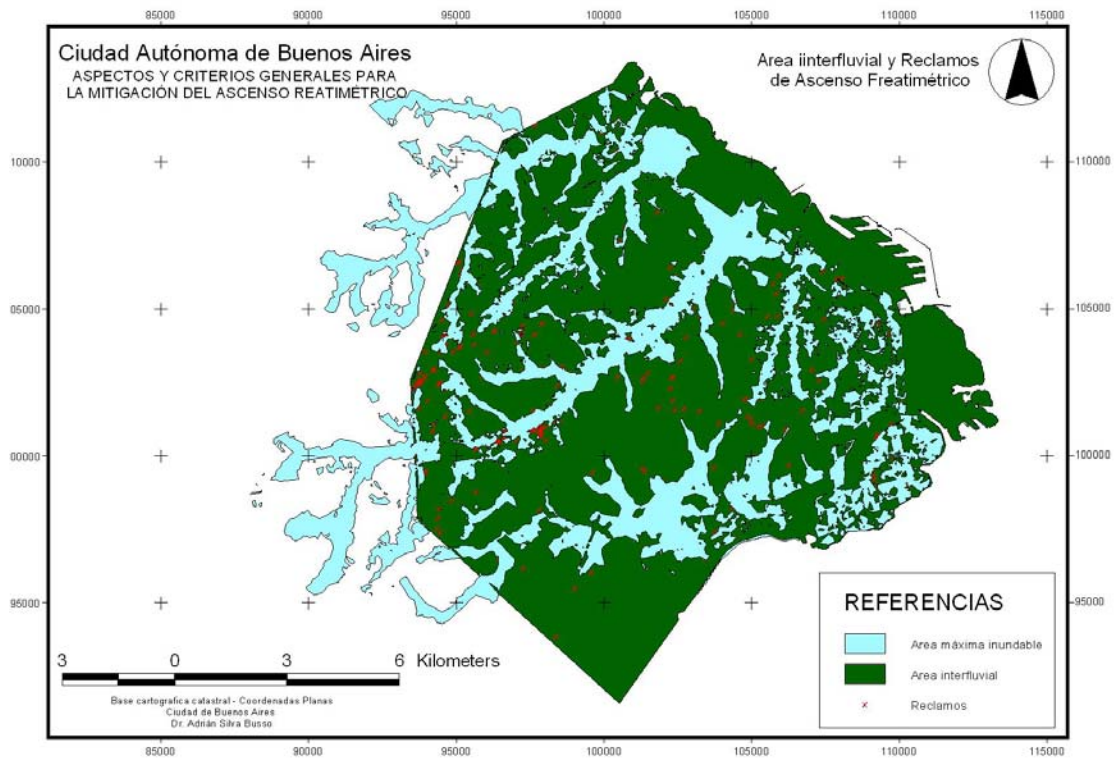 85000 90000 95000 100000 105000 110000 115000
Ciudad Autónoma de Buenos Aires
ASPECTOS Y CRITERIOS GENERALES PARA
LA MITIGACIÓN DEL ASCENSO REATIMÉTRICO
Area iinterfluvial y Reclamos
de Ascenso Freatimétrico
10000 110000
05000 105000
00000 100000
95000 95000
REFERENCIAS
Area máxima inundable
Area interfluvial
Reclamos
3 0 3 6 Kilometers
Base cartografica catastral - Coordenadas Planas
Ciudad de Buenos Aires
Dr. Adrián Silva Busso
85000 90000 95000 100000 105000 110000 115000